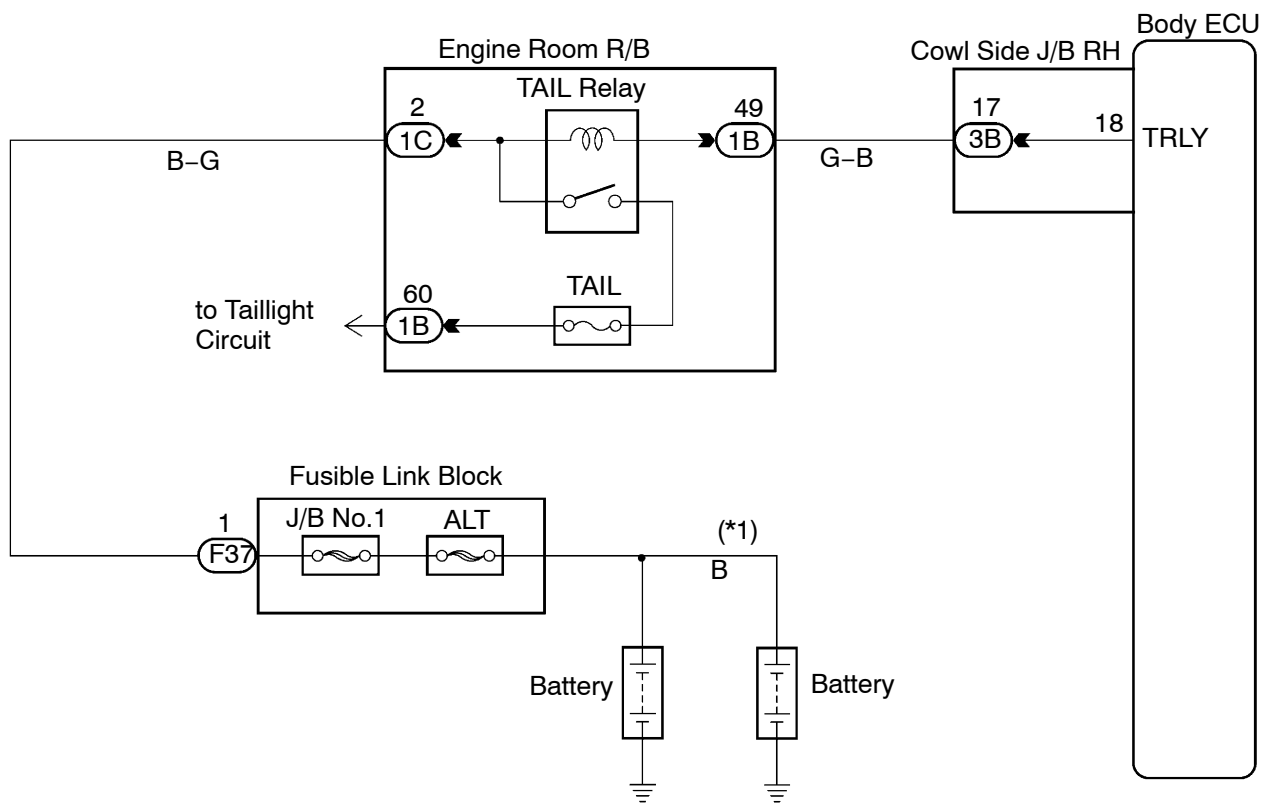 Body ECU
Engine Room R/B
Cowl Side J/B RH
TAIL Relay
2
1C
49
1B
17
3B
18
TRLY
B–G
G–B
TAIL
60
1B
to Taillight
Circuit
Fusible Link Block
1
F37
J/B No.1
ALT
(*1)
B
Battery
Battery